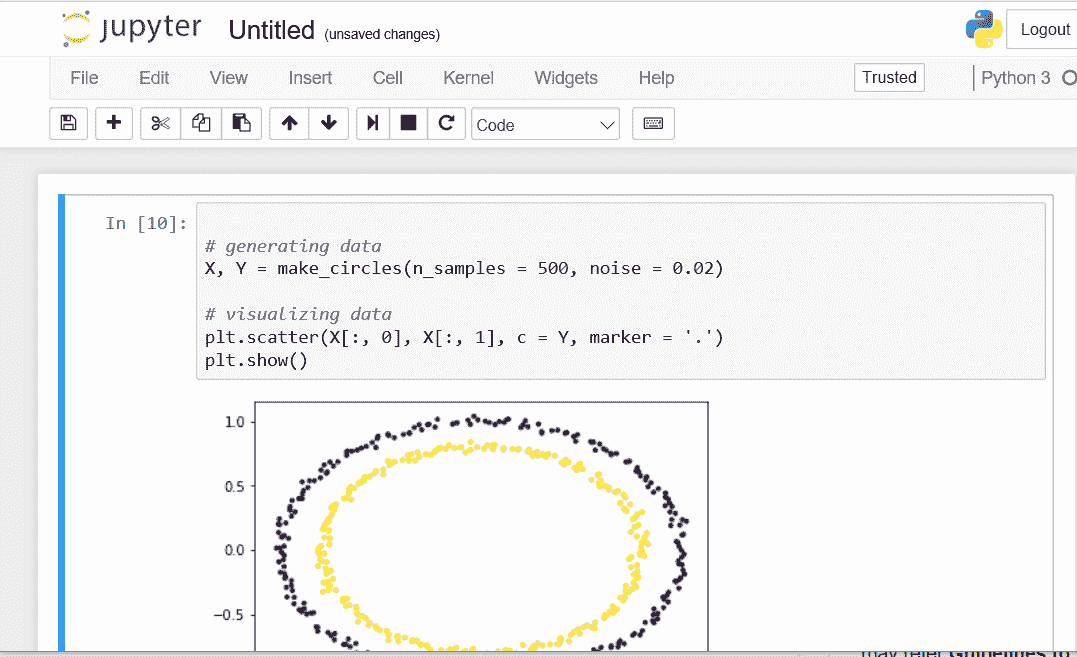 jupyter Untitled (unsaved changes) Logout
File Edit View Insert Cell Kernel Widgets Help Trusted Python 3
Code
In [10]:
# generating data
X, Y = make_circles(n_samples = 500, noise = 0.02)
# visualizing data
plt.scatter(X[:, 0], X[:, 1], c = Y, marker = '.')
plt.show()
1.0
0.5
0.0
−0.5